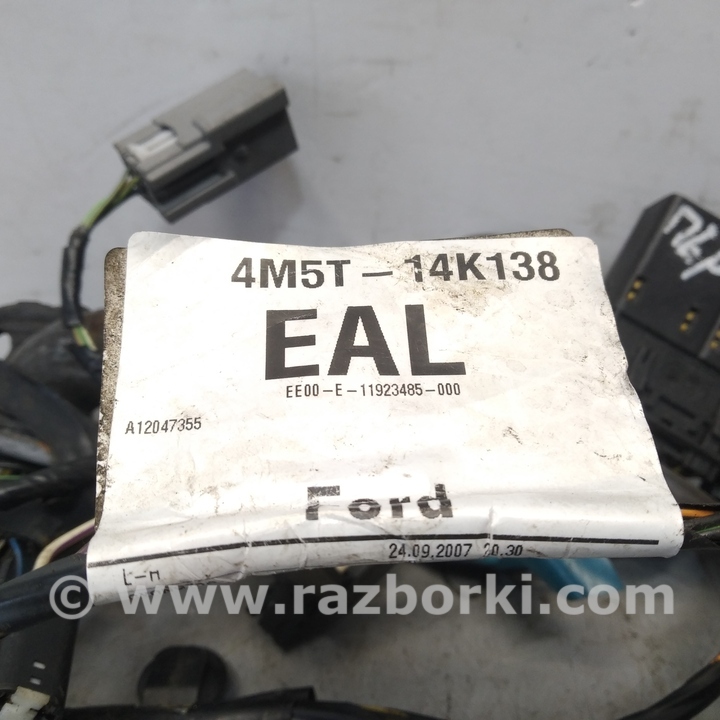 4M5T-14K138
EAL
EE00-E-11923485-000
A12047355
Ford
24.09.2007 20.30
L-H
© www.razborki.com